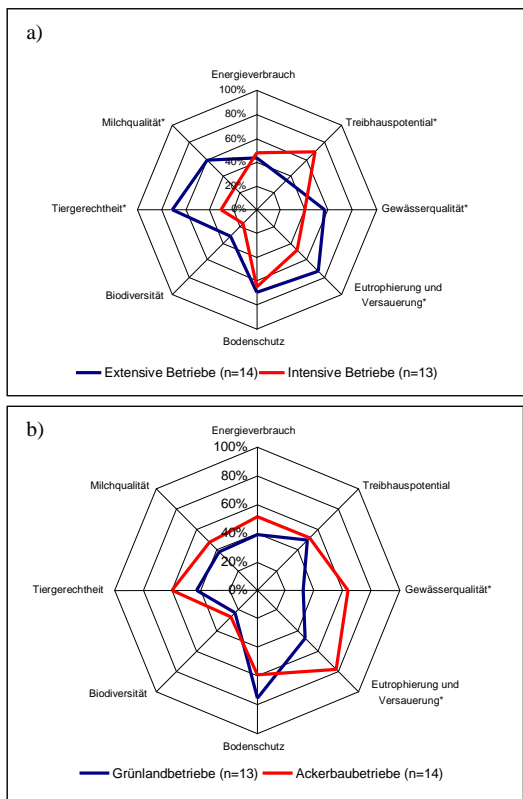 a)
Energieverbrauch
100%
80%
60%
40%
20%
0%
Milchqualität*
Treibhauspotential*
Tiergerechtheit*
Gewässerqualität*
Biodiversität
Eutrophierung und
Versauerung*
Bodenschutz
Extensive Betriebe (n=14)
Intensive Betriebe (n=13)
b)
Energieverbrauch
100%
80%
60%
40%
20%
0%
Milchqualität
Treibhauspotential
Tiergerechtheit
Gewässerqualität*
Biodiversität
Eutrophierung und
Versauerung*
Bodenschutz
Grünlandbetriebe (n=13)
Ackerbaubetriebe (n=14)